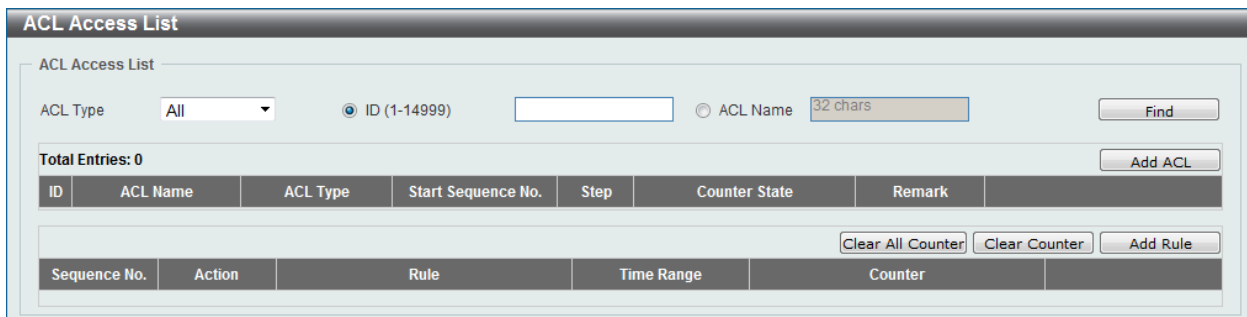 ACL Access List
ACL Access List
ACL Type All ID (1-14999) ACL Name 32 chars Find
Total Entries: 0 Add ACL
ID ACL Name ACL Type Start Sequence No. Step Counter State Remark
Clear All Counter Clear Counter Add Rule
Sequence No. Action Rule Time Range Counter